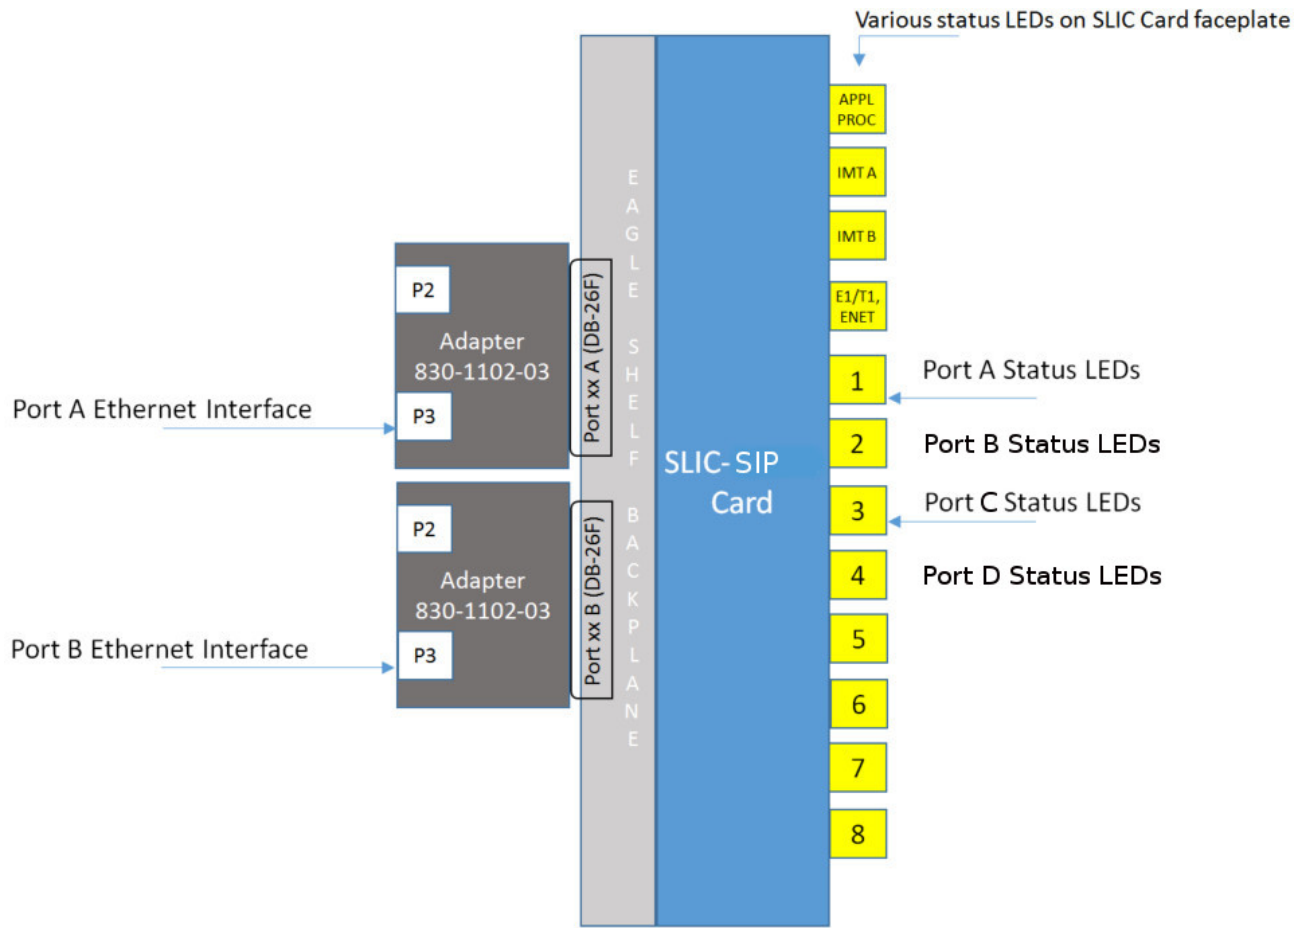 Various status LEDs on SLIC Card faceplate
APPL
PROC
IMT A
IMT B
E1/T1,
ENET
1
2
3
4
5
6
7
8
Port A Status LEDs
Port B Status LEDs
Port C Status LEDs
Port D Status LEDs
SLIC-SIP
Card
EAGLE SHELF BACKPLANE
Port xx A (DB-26F)
Port xx B (DB-26F)
P2
Adapter
830-1102-03
P3
P2
Adapter
830-1102-03
P3
Port A Ethernet Interface
Port B Ethernet Interface